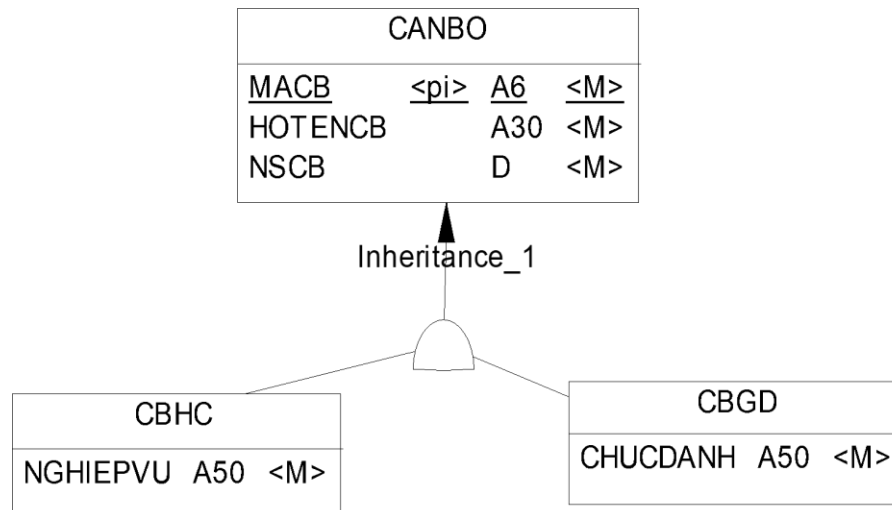 CANBO
MACB <pi> A6 <M>
HOTENCB A30 <M>
NSCB D <M>
Inheritance_1
CBHC
NGHIEPVU A50 <M>
CBGD
CHUCDANH A50 <M>